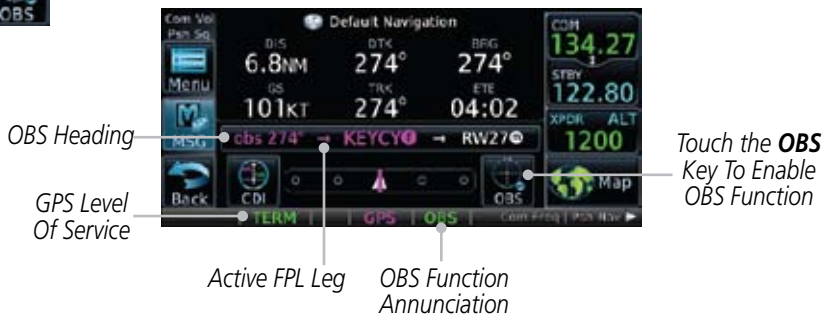 OBS
Com Vol
Psh Sq
Default Navigation
COM
134.27
STBY
122.80
XPDR ALT
1200
Menu
MSG
Back
DIS
6.8NM
DTK
274°
BRG
274°
GS
101KT
TRK
274°
ETE
04:02
obs 274° → KEYCY → RW27
CDI
OBS
Map
TERM
GPS
OBS
Com Freq | Psh Nav
OBS Heading
GPS Level
Of Service
Active FPL Leg
OBS Function
Annunciation
Touch the OBS
Key To Enable
OBS Function